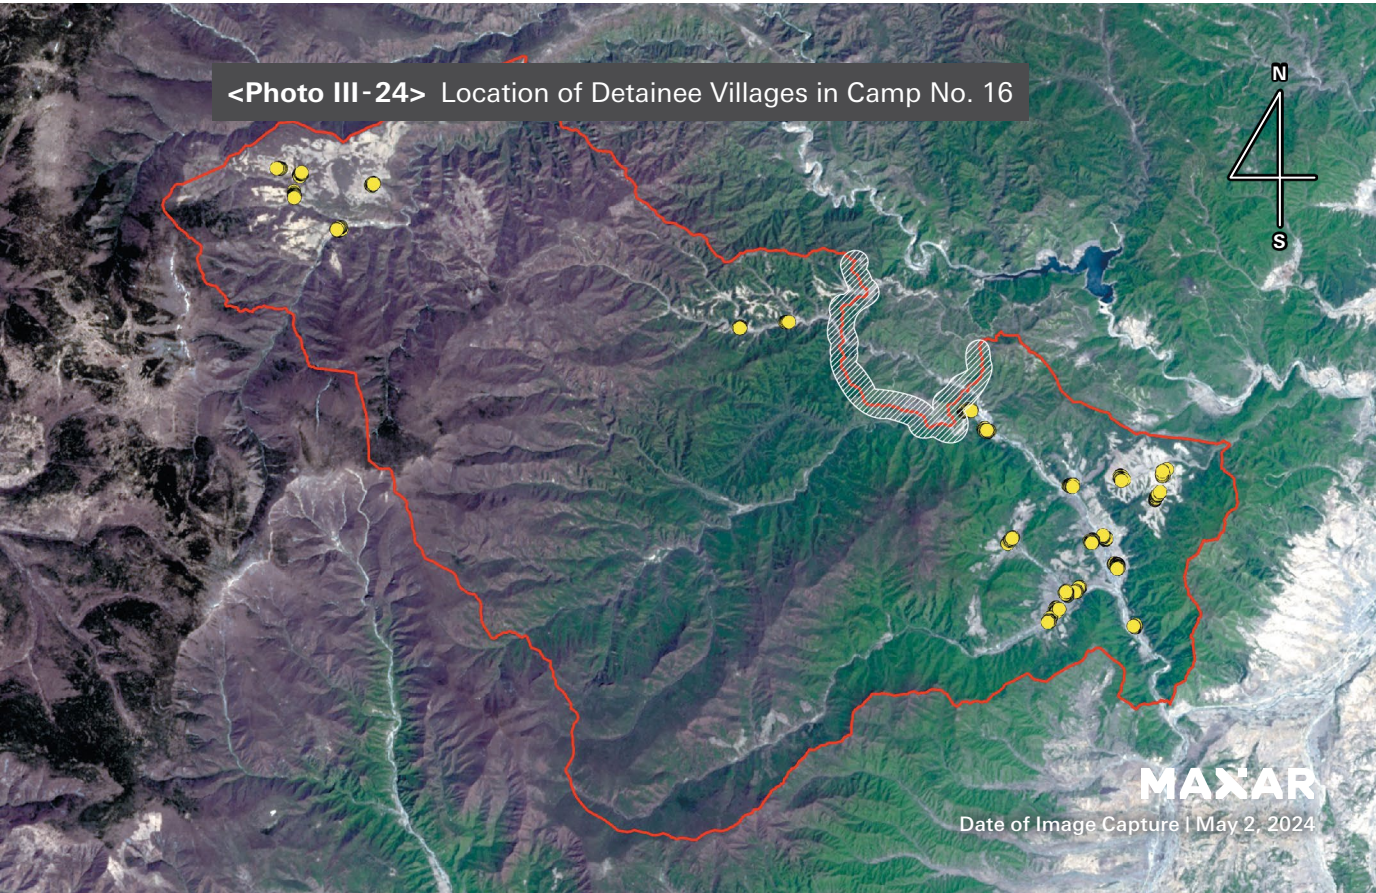 <Photo III-24> Location of Detainee Villages in Camp No. 16
N
S
MAXAR
Date of Image Capture | May 2, 2024